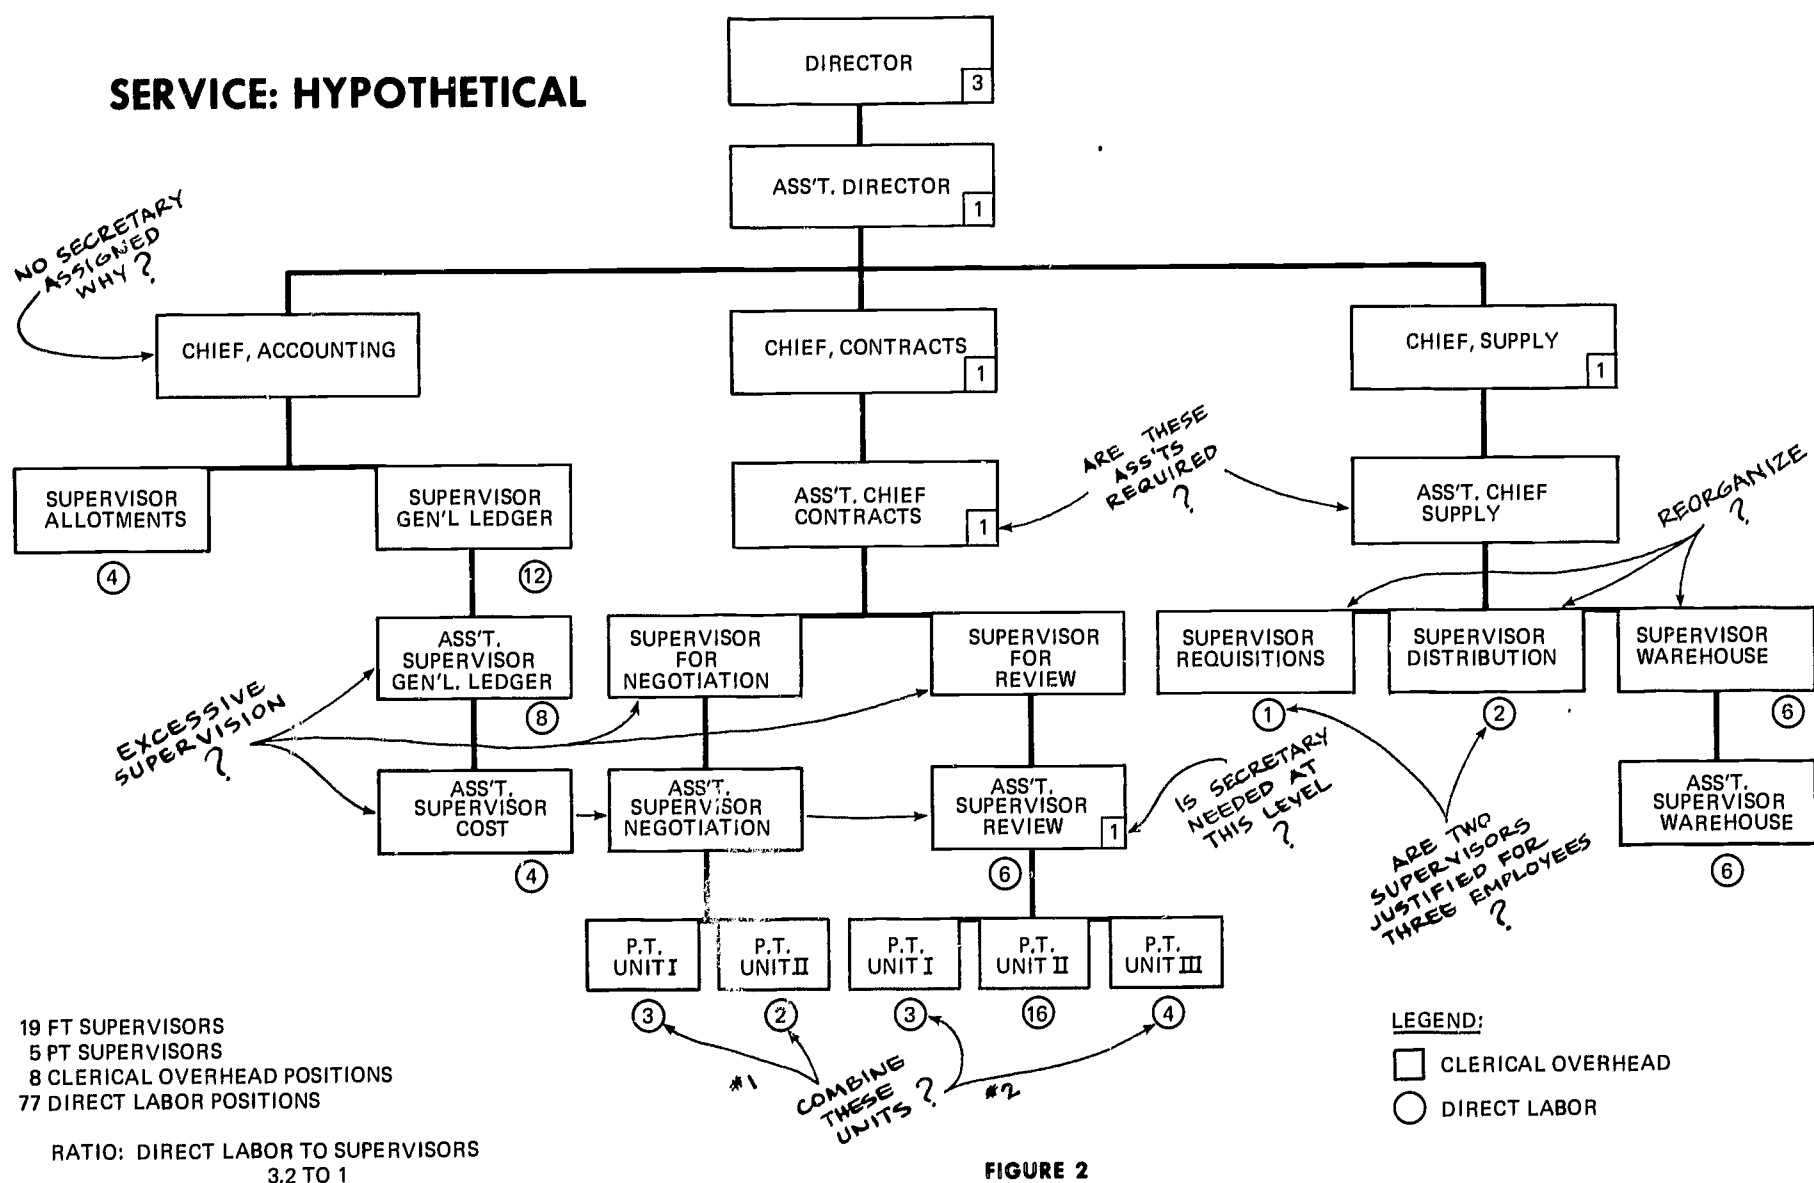 SERVICE: HYPOTHETICAL
DIRECTOR
3
ASS'T. DIRECTOR
1
NO SECRETARY
ASSIGNED
WHY?
CHIEF, ACCOUNTING
CHIEF, CONTRACTS
1
CHIEF, SUPPLY
1
SUPERVISOR
ALLOTMENTS
4
SUPERVISOR
GEN'L LEDGER
12
ASS'T. CHIEF
CONTRACTS
1
ARE THESE
ASS'TS
REQUIRED
?
ASS'T. CHIEF
SUPPLY
REORGANIZE
?
ASS'T.
SUPERVISOR
GEN'L. LEDGER
8
SUPERVISOR
FOR
NEGOTIATION
SUPERVISOR
FOR
REVIEW
SUPERVISOR
REQUISITIONS
1
SUPERVISOR
DISTRIBUTION
2
SUPERVISOR
WAREHOUSE
6
EXCESSIVE
SUPERVISION
?
ASS'T.
SUPERVISOR
COST
4
ASS'T.
SUPERVISOR
NEGOTIATION
ASS'T.
SUPERVISOR
REVIEW
1
6
IS SECRETARY
NEEDED AT
THIS LEVEL
?
ARE TWO
SUPERVISORS
JUSTIFIED FOR
THREE EMPLOYEES
?
ASS'T.
SUPERVISOR
WAREHOUSE
6
P.T.
UNIT I
3
P.T.
UNIT II
2
P.T.
UNIT I
3
P.T.
UNIT II
16
P.T.
UNIT III
4
#1
COMBINE
THESE
UNITS?
#2
19 FT SUPERVISORS
5 PT SUPERVISORS
8 CLERICAL OVERHEAD POSITIONS
77 DIRECT LABOR POSITIONS
RATIO: DIRECT LABOR TO SUPERVISORS
3.2 TO 1
LEGEND:
CLERICAL OVERHEAD
DIRECT LABOR
FIGURE 2